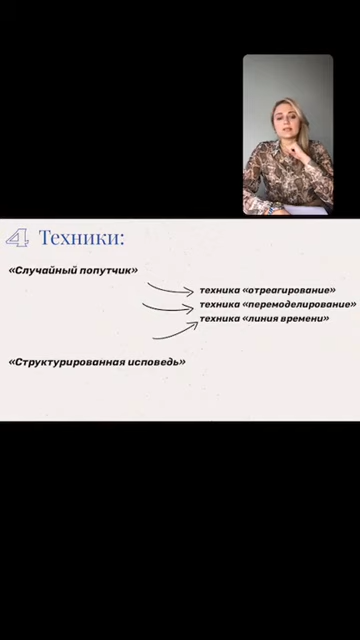 4 Техники:
«Случайный попутчик»
техника «отреагирование»
техника «перемоделирование»
техника «линия времени»
«Структурированная исповедь»